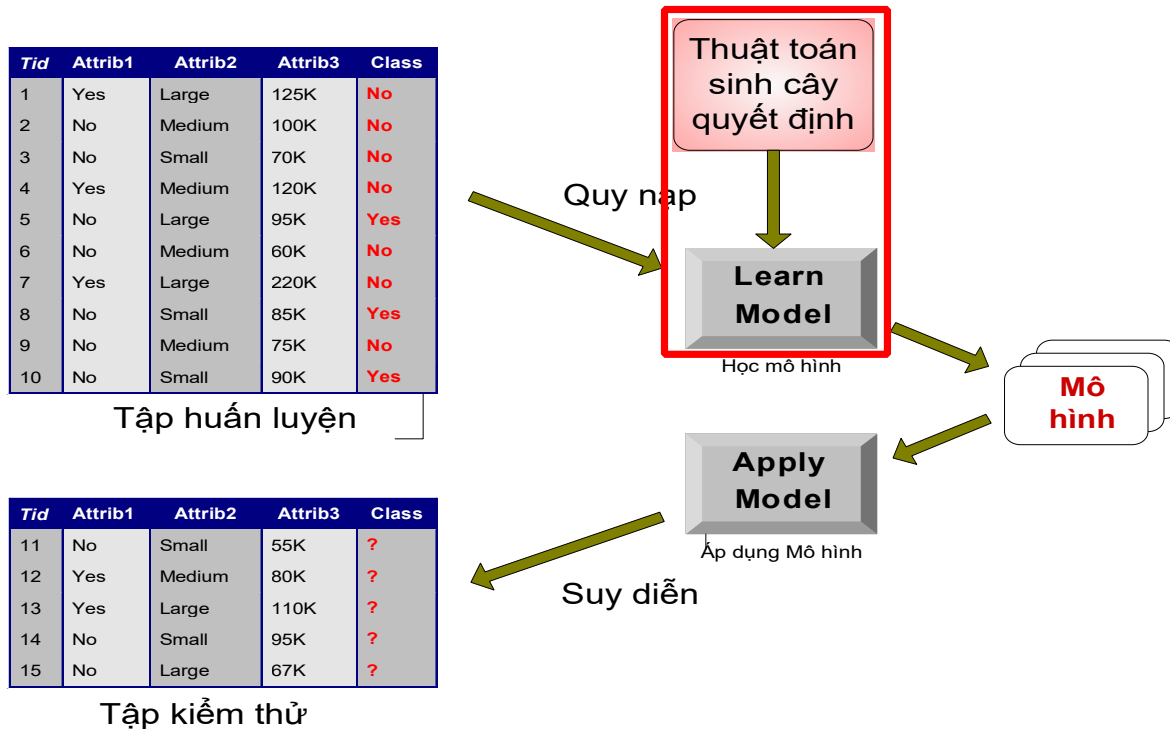 Tid Attrib1 Attrib2 Attrib3 Class
1 Yes Large 125K No
2 No Medium 100K No
3 No Small 70K No
4 Yes Medium 120K No
5 No Large 95K Yes
6 No Medium 60K No
7 Yes Large 220K No
8 No Small 85K Yes
9 No Medium 75K No
10 No Small 90K Yes
Tập huấn luyện
Quy nạp
Thuật toán
sinh cây
quyết định
Learn
Model
Học mô hình
Mô
hình
Apply
Model
Áp dụng Mô hình
Suy diễn
Tid Attrib1 Attrib2 Attrib3 Class
11 No Small 55K ?
12 Yes Medium 80K ?
13 Yes Large 110K ?
14 No Small 95K ?
15 No Large 67K ?
Tập kiểm thử